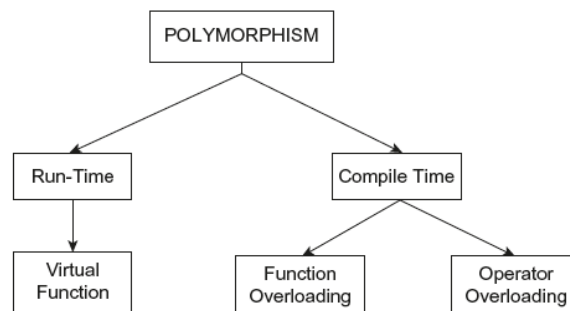 POLYMORPHISM
Run-Time
Compile Time
Virtual
Function
Function
Overloading
Operator
Overloading